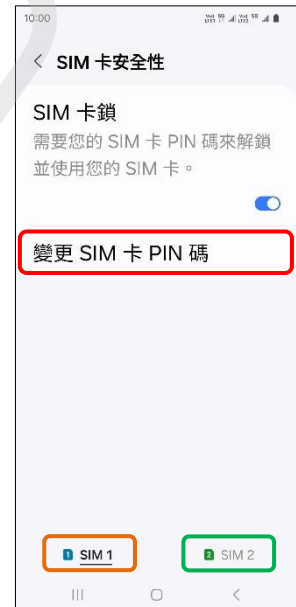 10:00
SIM 卡安全性
SIM 卡鎖
需要您的 SIM 卡 PIN 碼來解鎖
並使用您的 SIM 卡。
變更 SIM 卡 PIN 碼
1 SIM 1 2 SIM 2